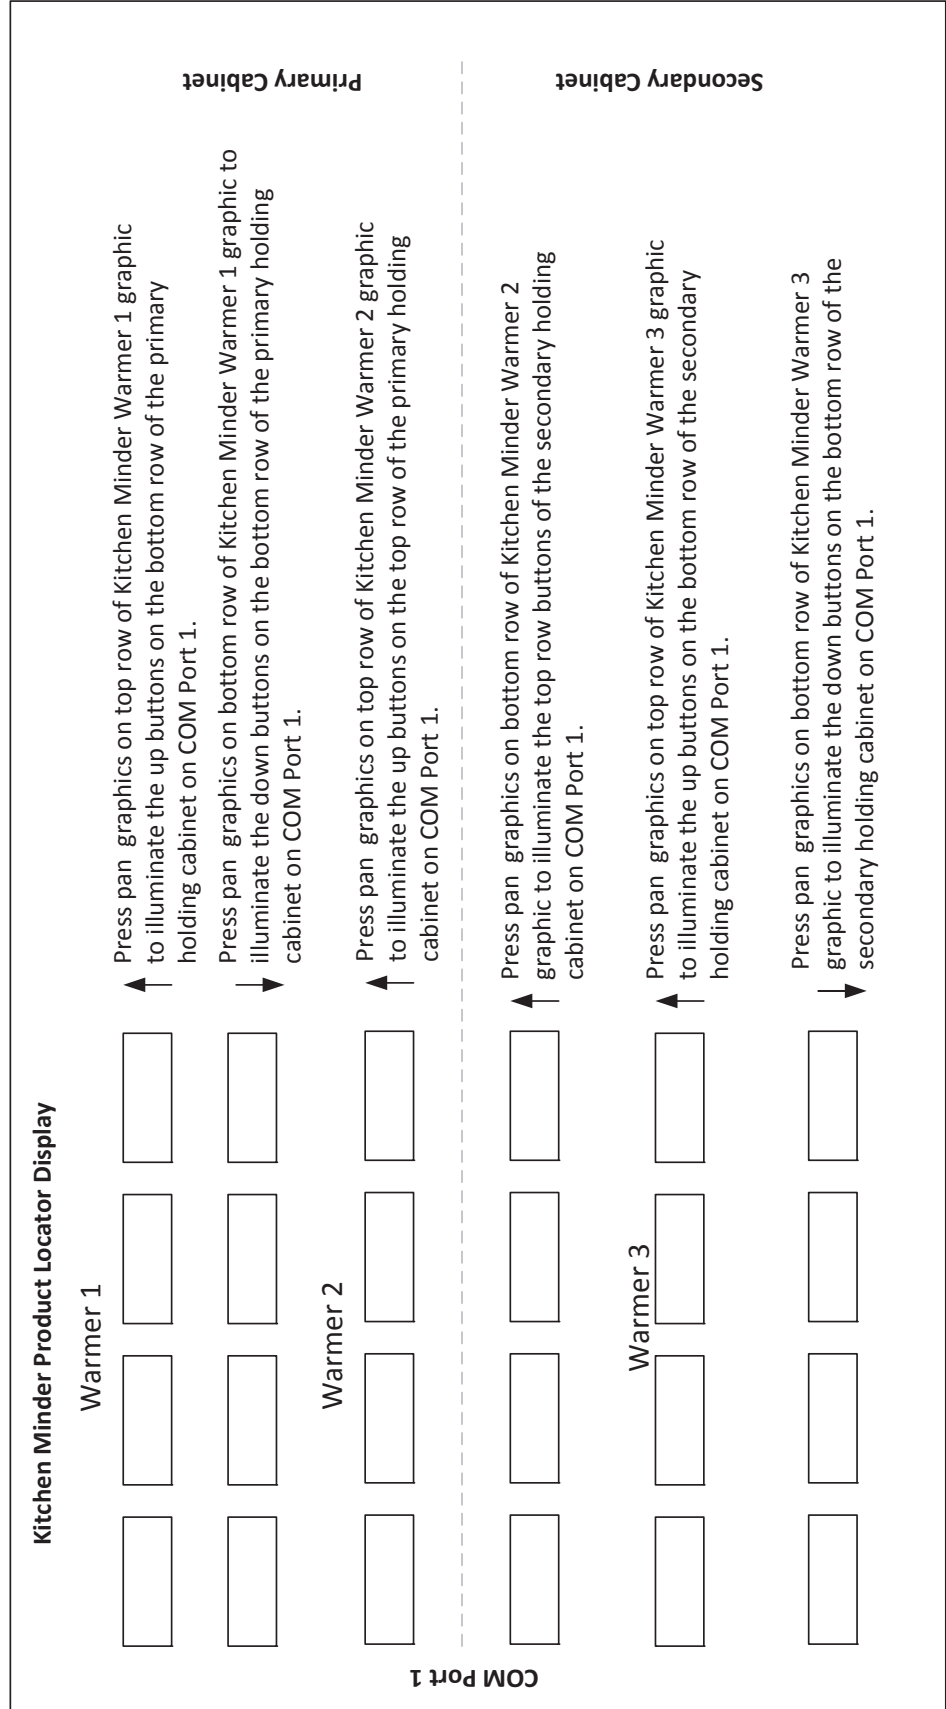 Kitchen Minder Product Locator Display
Warmer 1
Press pan graphics on top row of Kitchen Minder Warmer 1 graphic
to illuminate the up buttons on the bottom row of the primary
holding cabinet on COM Port 1.
Press pan graphics on bottom row of Kitchen Minder Warmer 1 graphic to
illuminate the down buttons on the bottom row of the primary holding
cabinet on COM Port 1.
Primary Cabinet
Warmer 2
Press pan graphics on top row of Kitchen Minder Warmer 2 graphic
to illuminate the up buttons on the top row of the primary holding
cabinet on COM Port 1.
COM Port 1
Press pan graphics on bottom row of Kitchen Minder Warmer 2
graphic to illuminate the top row buttons of the secondary holding
cabinet on COM Port 1.
Secondary Cabinet
Warmer 3
Press pan graphics on top row of Kitchen Minder Warmer 3 graphic
to illuminate the up buttons on the bottom row of the secondary
holding cabinet on COM Port 1.
Press pan graphics on bottom row of Kitchen Minder Warmer 3
graphic to illuminate the down buttons on the bottom row of the
secondary holding cabinet on COM Port 1.